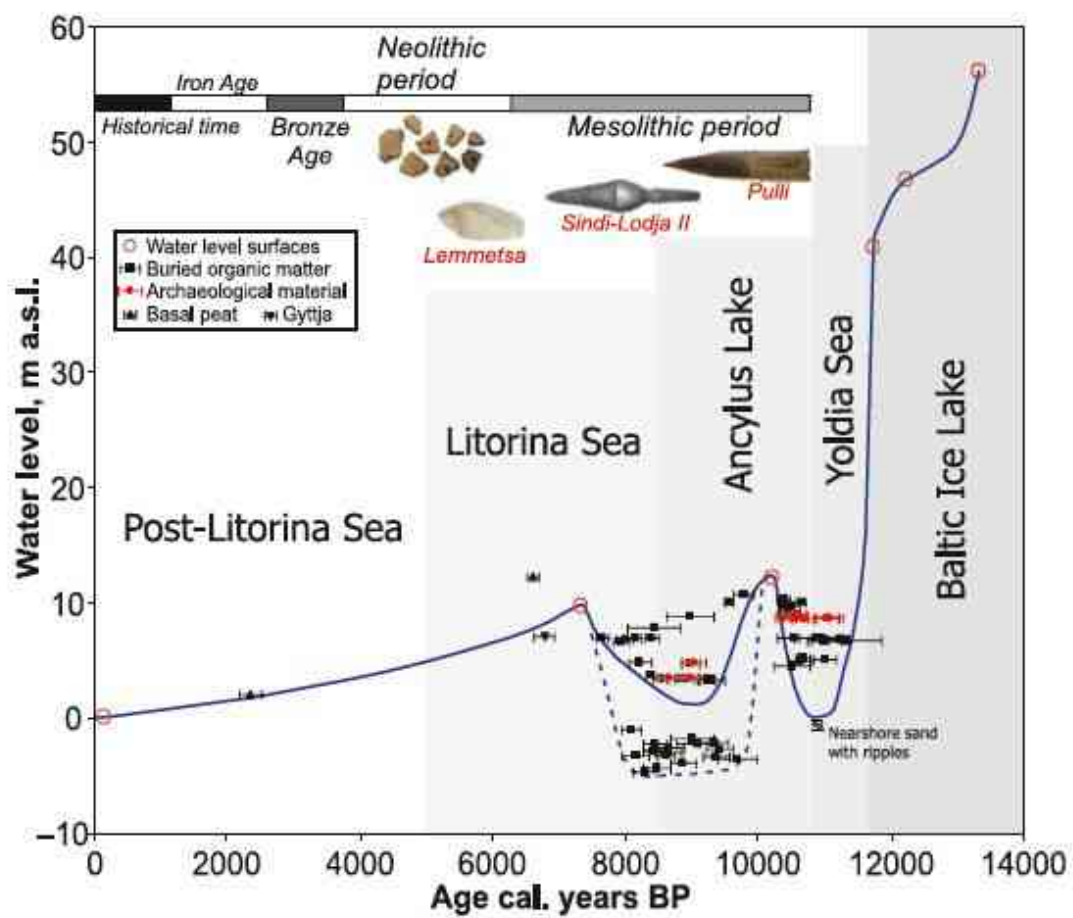 60
50
40
30
20
10
0
−10
Water level, m a.s.l.
Neolithic
period
Iron Age
Historical time
Bronze
Age
Mesolithic period
Pulli
Sindi-Lodja II
Lemmetsa
Water level surfaces
Buried organic matter
Archaeological material
Basal peat Gyttja
Post-Litorina Sea
Litorina Sea
Ancylus Lake
Yoldia Sea
Baltic Ice Lake
Nearshore sand
with ripples
0 2000 4000 6000 8000 10000 12000 14000
Age cal. years BP